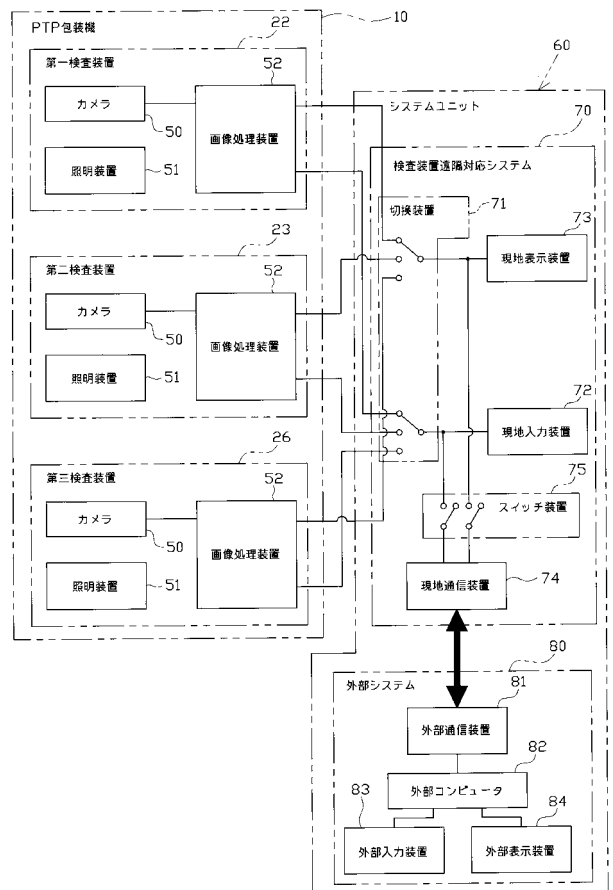 PTP包装機
10
22
第一検査装置
52
カメラ
50
画像処理装置
照明装置
51
23
第二検査装置
52
カメラ
50
画像処理装置
照明装置
51
26
第三検査装置
52
カメラ
50
画像処理装置
照明装置
51
60
システムユニット
70
検査装置遠隔対応システム
切接装置
71
73
現地表示装置
72
現地入力装置
75
スイッチ装置
現地通信装置
74
80
外部システム
81
外部通信装置
82
外部コンピュータ
83
84
外部入力装置
外部表示装置